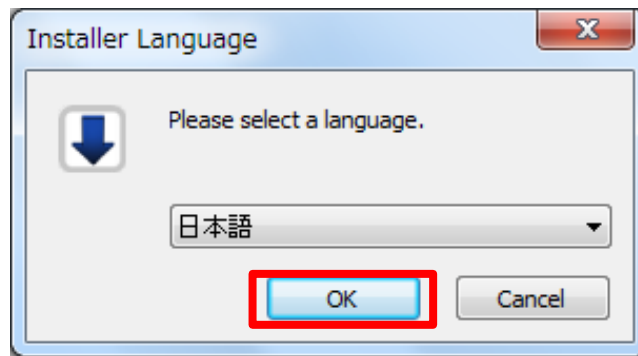 Installer Language
Please select a language.
日本語
OK
Cancel